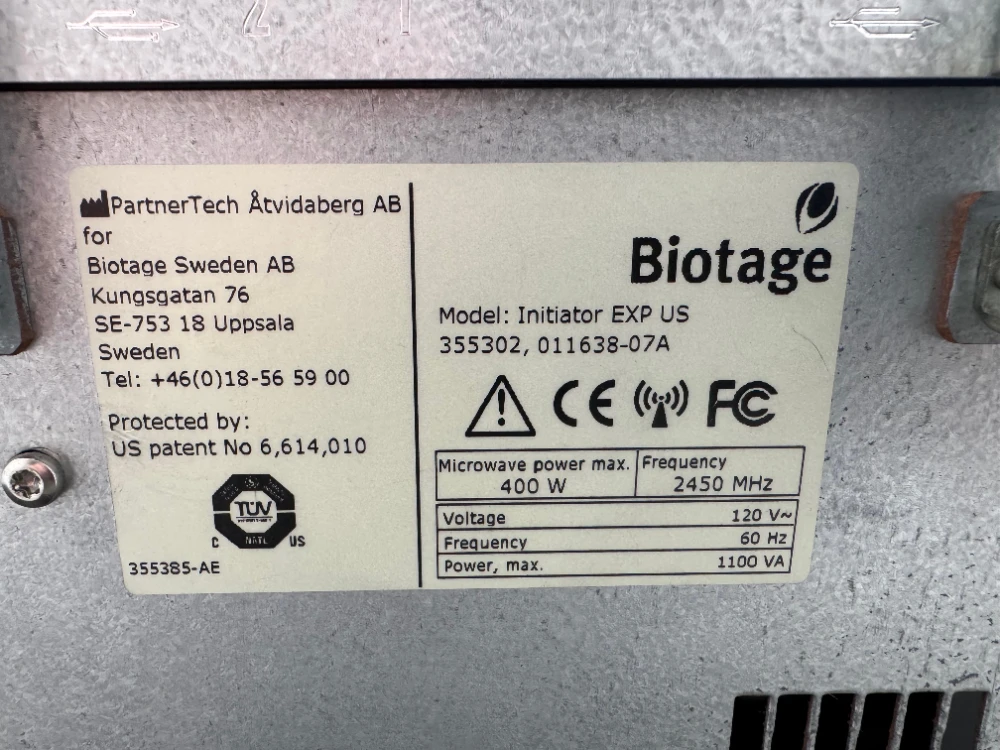 2 1
PartnerTech Åtvidaberg AB
for
Biotage Sweden AB
Kungsgatan 76
SE-753 18 Uppsala
Sweden
Tel: +46(0)18-56 59 00
Protected by:
US patent No 6,614,010
TÜV
C NRTL US
355385-AE
Biotage
Model: Initiator EXP US
355302, 011638-07A
CE FC
Microwave power max. Frequency
400 W 2450 MHz
Voltage 120 V~
Frequency 60 Hz
Power, max. 1100 VA